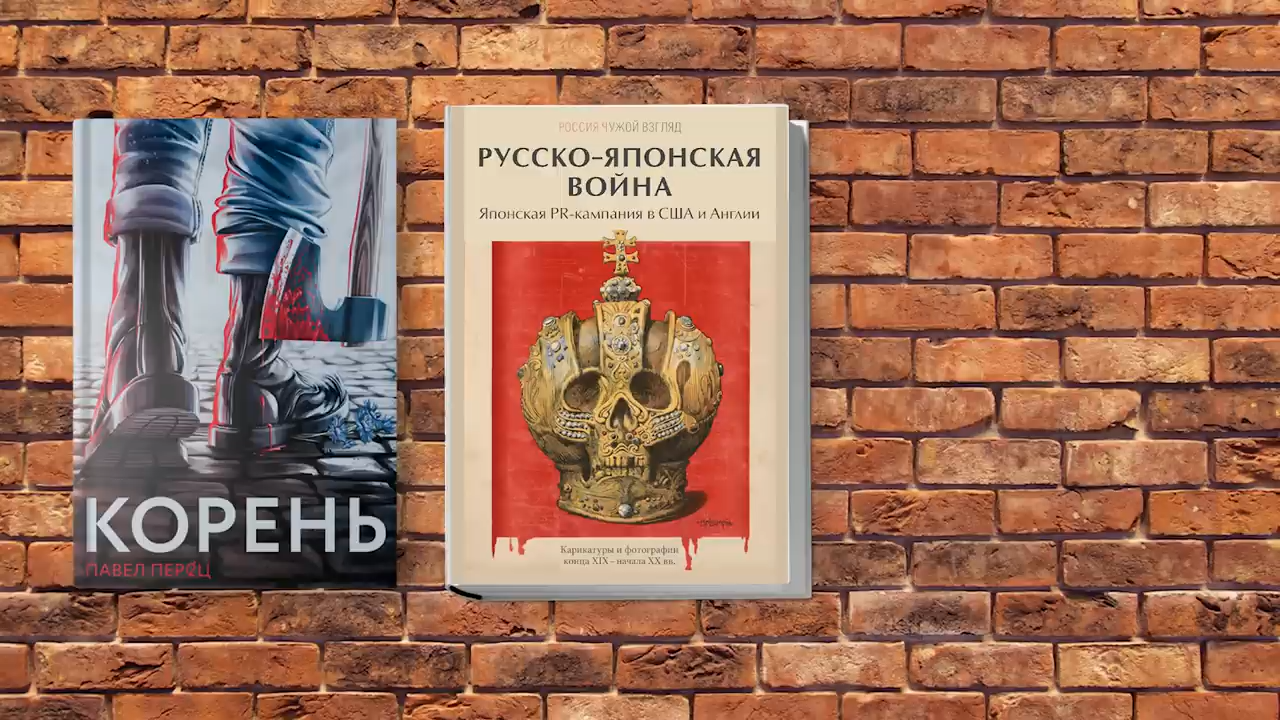 КОРЕНЬ
ПАВЕЛ ПЕРЕЦ
РОССИЯ ЧУЖОЙ ВЗГЛЯД
РУССКО-ЯПОНСКАЯ
ВОЙНА
Японская PR-кампания в США и Англии
Карикатуры и фотографии
конца XIX – начала XX вв.